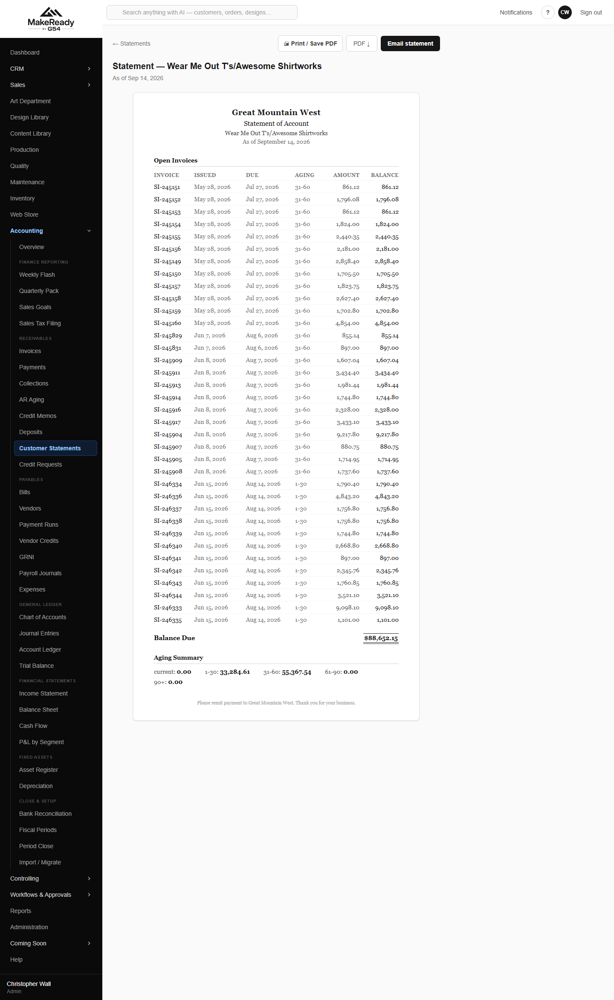 MakeReady
BY G54
Search anything with AI — customers, orders, designs...
Notifications
?
CW
Sign out
Dashboard
CRM
Sales
Art Department
Design Library
Content Library
Production
Quality
Maintenance
Inventory
Web Store
Accounting
Overview
FINANCE REPORTING
Weekly Flash
Quarterly Pack
Sales Goals
Sales Tax Filing
RECEIVABLES
Invoices
Payments
Collections
AR Aging
Credit Memos
Deposits
Customer Statements
Credit Requests
PAYABLES
Bills
Vendors
Payment Runs
Vendor Credits
GRNI
Payroll Journals
Expenses
GENERAL LEDGER
Chart of Accounts
Journal Entries
Account Ledger
Trial Balance
FINANCIAL STATEMENTS
Income Statement
Balance Sheet
Cash Flow
P&L by Segment
FIXED ASSETS
Asset Register
Depreciation
CLOSE & SETUP
Bank Reconciliation
Fiscal Periods
Period Close
Import / Migrate
Controlling
Workflows & Approvals
Reports
Administration
Coming Soon
Help
Christopher Wall
Admin
← Statements
Print / Save PDF
PDF ↓
Email statement
Statement — Wear Me Out T's/Awesome Shirtworks
As of Sep 14, 2026
Great Mountain West
Statement of Account
Wear Me Out T's/Awesome Shirtworks
As of September 14, 2026
Open Invoices
INVOICE ISSUED DUE AGING AMOUNT BALANCE
SI-245151 May 28, 2026 Jul 27, 2026 31-60 861.12 861.12
SI-245152 May 28, 2026 Jul 27, 2026 31-60 1,796.08 1,796.08
SI-245153 May 28, 2026 Jul 27, 2026 31-60 861.12 861.12
SI-245154 May 28, 2026 Jul 27, 2026 31-60 1,824.00 1,824.00
SI-245155 May 28, 2026 Jul 27, 2026 31-60 2,440.35 2,440.35
SI-245156 May 28, 2026 Jul 27, 2026 31-60 2,181.00 2,181.00
SI-245149 May 28, 2026 Jul 27, 2026 31-60 2,858.40 2,858.40
SI-245150 May 28, 2026 Jul 27, 2026 31-60 1,705.50 1,705.50
SI-245157 May 28, 2026 Jul 27, 2026 31-60 1,823.75 1,823.75
SI-245158 May 28, 2026 Jul 27, 2026 31-60 2,627.40 2,627.40
SI-245159 May 28, 2026 Jul 27, 2026 31-60 1,702.80 1,702.80
SI-245160 May 28, 2026 Jul 27, 2026 31-60 4,854.00 4,854.00
SI-245829 Jun 7, 2026 Aug 6, 2026 31-60 855.14 855.14
SI-245831 Jun 7, 2026 Aug 6, 2026 31-60 897.00 897.00
SI-245909 Jun 8, 2026 Aug 7, 2026 31-60 1,607.04 1,607.04
SI-245911 Jun 8, 2026 Aug 7, 2026 31-60 3,434.40 3,434.40
SI-245913 Jun 8, 2026 Aug 7, 2026 31-60 1,981.44 1,981.44
SI-245914 Jun 8, 2026 Aug 7, 2026 31-60 1,744.80 1,744.80
SI-245916 Jun 8, 2026 Aug 7, 2026 31-60 2,328.00 2,328.00
SI-245917 Jun 8, 2026 Aug 7, 2026 31-60 3,433.10 3,433.10
SI-245904 Jun 8, 2026 Aug 7, 2026 31-60 9,217.80 9,217.80
SI-245907 Jun 8, 2026 Aug 7, 2026 31-60 880.75 880.75
SI-245905 Jun 8, 2026 Aug 7, 2026 31-60 1,714.95 1,714.95
SI-245908 Jun 8, 2026 Aug 7, 2026 31-60 1,737.60 1,737.60
SI-246334 Jun 15, 2026 Aug 14, 2026 1-30 1,790.40 1,790.40
SI-246336 Jun 15, 2026 Aug 14, 2026 1-30 4,843.20 4,843.20
SI-246337 Jun 15, 2026 Aug 14, 2026 1-30 1,756.80 1,756.80
SI-246338 Jun 15, 2026 Aug 14, 2026 1-30 1,756.80 1,756.80
SI-246339 Jun 15, 2026 Aug 14, 2026 1-30 1,744.80 1,744.80
SI-246340 Jun 15, 2026 Aug 14, 2026 1-30 2,668.80 2,668.80
SI-246341 Jun 15, 2026 Aug 14, 2026 1-30 897.00 897.00
SI-246342 Jun 15, 2026 Aug 14, 2026 1-30 2,345.76 2,345.76
SI-246343 Jun 15, 2026 Aug 14, 2026 1-30 1,760.85 1,760.85
SI-246344 Jun 15, 2026 Aug 14, 2026 1-30 3,521.10 3,521.10
SI-246333 Jun 15, 2026 Aug 14, 2026 1-30 9,098.10 9,098.10
SI-246335 Jun 15, 2026 Aug 14, 2026 1-30 1,101.00 1,101.00
Balance Due $88,652.15
Aging Summary
current: 0.00 1-30: 33,284.61 31-60: 55,367.54 61-90: 0.00
90+: 0.00
Please remit payment to Great Mountain West. Thank you for your business.